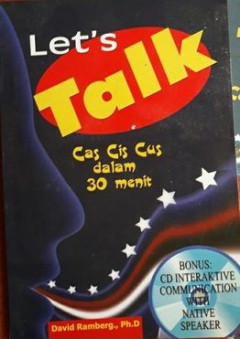 Let's
Talk
Cas Cis Cus
dalam
30 menit
BONUS:
CD INTERAKTIVE
COMMUNICATION
WITH
NATIVE
SPEAKER
David Ramberg., Ph.D